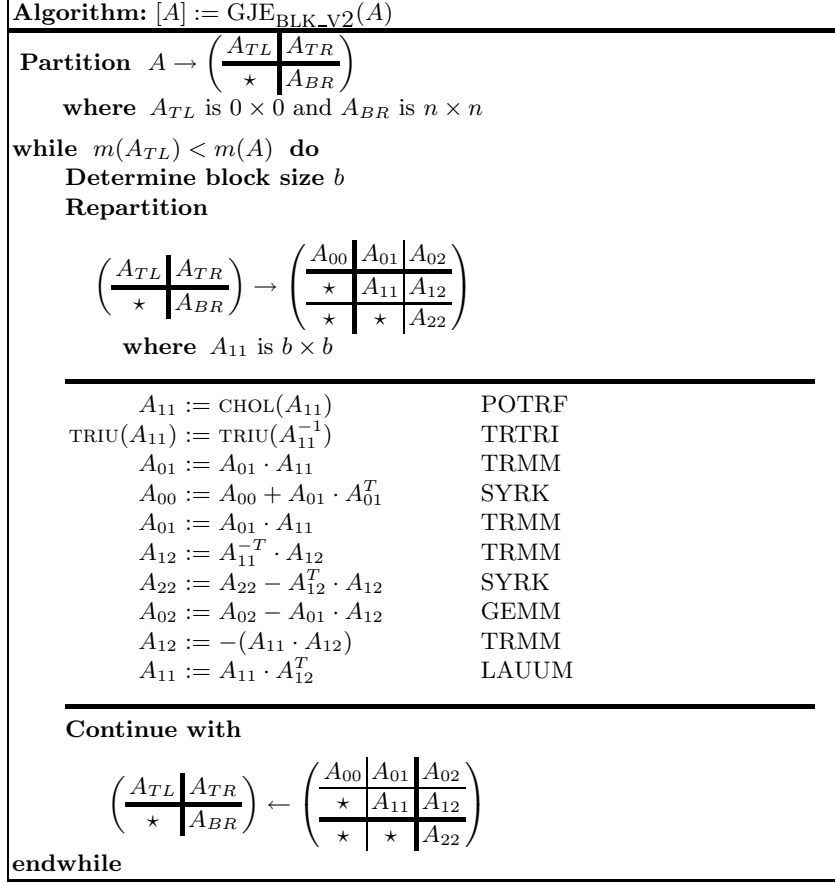 Algorithm: [A] := GJE_BLK_V2(A)
Partition A → ( A_TL A_TR
⋆ A_BR )
where A_TL is 0 × 0 and A_BR is n × n
while m(A_TL) < m(A) do
Determine block size b
Repartition
( A_TL A_TR ) → ( A_00 A_01 A_02
⋆ A_BR ⋆ A_11 A_12
⋆ ⋆ A_22 )
where A_11 is b × b
A_11 := CHOL(A_11) POTRF
TRIU(A_11) := TRIU(A_11^{-1}) TRTRI
A_01 := A_01 · A_11 TRMM
A_00 := A_00 + A_01 · A_01^T SYRK
A_01 := A_01 · A_11 TRMM
A_12 := A_11^{-T} · A_12 TRMM
A_22 := A_22 − A_12^T · A_12 SYRK
A_02 := A_02 − A_01 · A_12 GEMM
A_12 := −(A_11 · A_12) TRMM
A_11 := A_11 · A_12^T LAUUM
Continue with
( A_TL A_TR ) ← ( A_00 A_01 A_02
⋆ A_BR ⋆ A_11 A_12
⋆ ⋆ A_22 )
endwhile